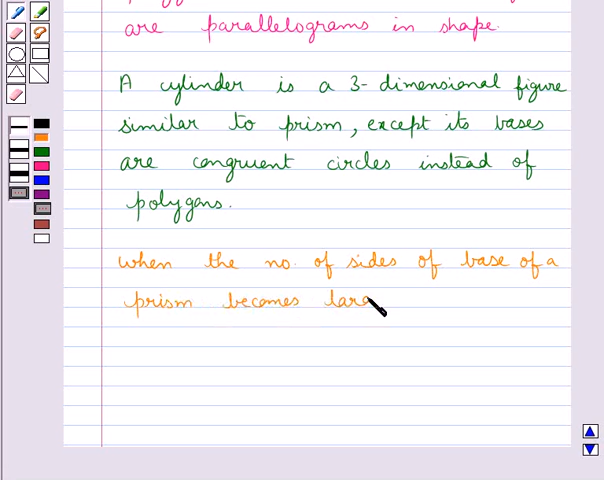 are parallelograms in shape.
A cylinder is a 3-dimensional figure
similar to prism, except its bases
are congruent circles instead of
polygons.
when the no. of sides of base of a
prism becomes larg